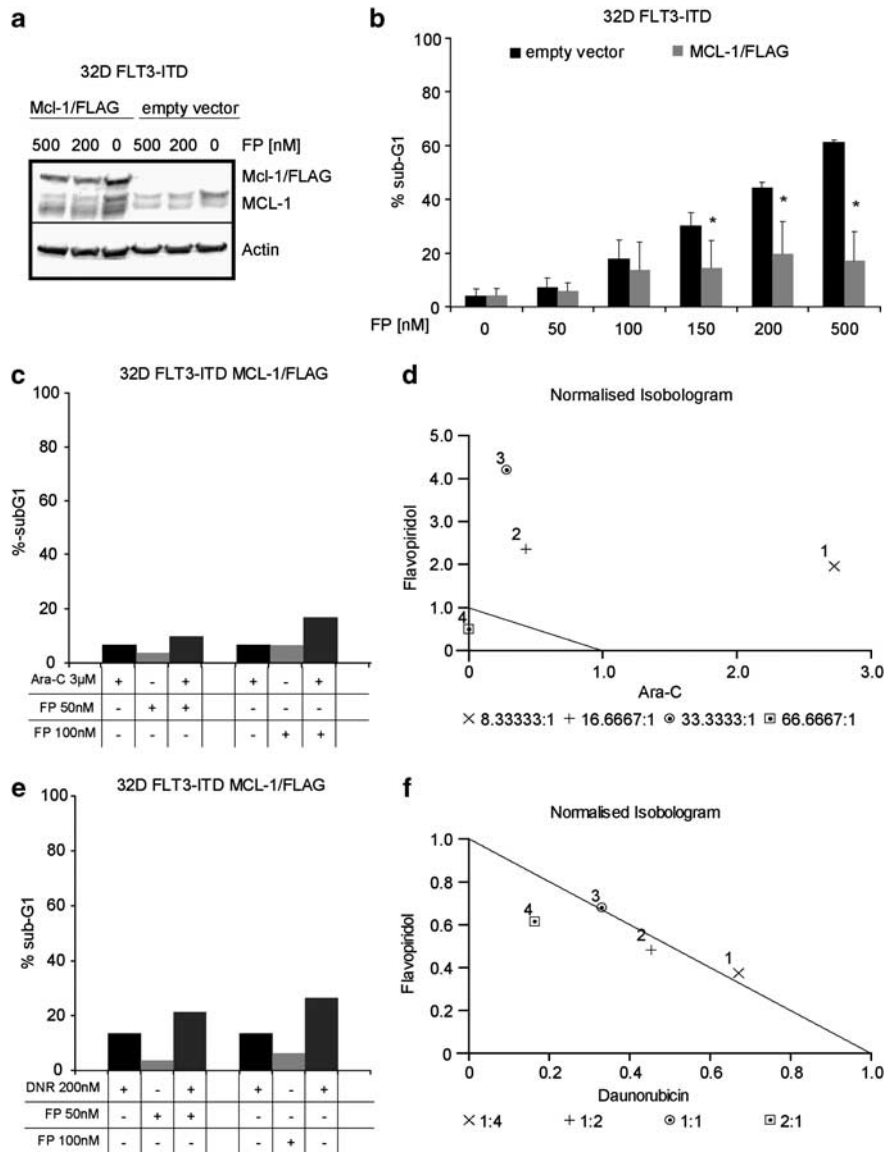 a
32D FLT3-ITD
Mcl-1/FLAG empty vector
500 200 0 500 200 0 FP [nM]
Mcl-1/FLAG
MCL-1
Actin
b
32D FLT3-ITD
empty vector MCL-1/FLAG
% sub-G1
100
80
60
40
20
0
* * *
FP [nM]
0 50 100 150 200 500
c
32D FLT3-ITD MCL-1/FLAG
%-subG1
100
80
60
40
20
0
Ara-C 3µM + - + + - +
FP 50nM - + + - - -
FP 100nM - - - - + +
d
Normalised Isobologram
Flavopiridol
5.0
4.0
3.0
2.0
1.0
0
3
2
1
4
0 1.0 2.0 3.0
Ara-C
8.33333:1 16.6667:1 33.3333:1 66.6667:1
e
32D FLT3-ITD MCL-1/FLAG
% sub-G1
100
80
60
40
20
0
DNR 200nM + - + + - +
FP 50nM - + + - - -
FP 100nM - - - - + -
f
Normalised Isobologram
Flavopiridol
1.0
0.8
0.6
0.4
0.2
0
4
3
2
1
0 0.2 0.4 0.6 0.8 1.0
Daunorubicin
1:4 1:2 1:1 2:1